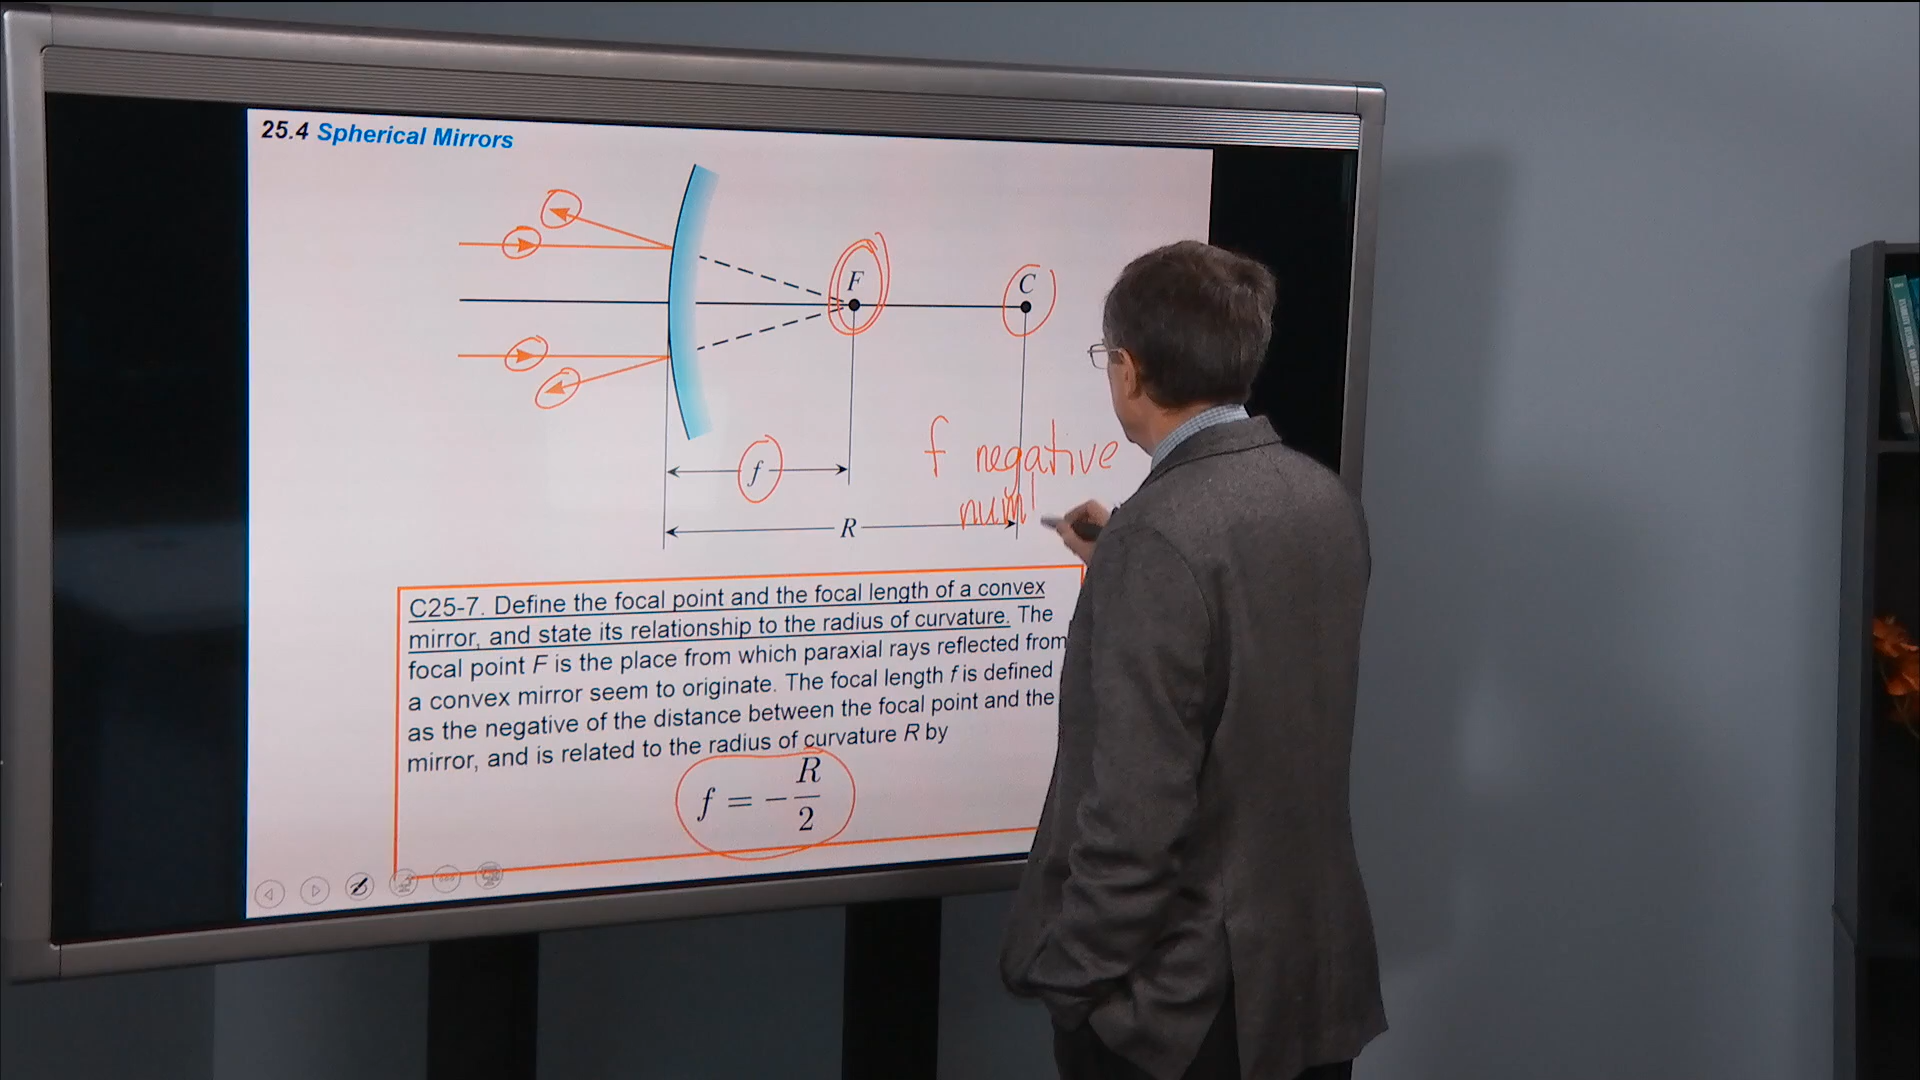 25.4 Spherical Mirrors
F
C
f
f negative
num
R
C25-7. Define the focal point and the focal length of a convex
mirror, and state its relationship to the radius of curvature. The
focal point F is the place from which paraxial rays reflected from
a convex mirror seem to originate. The focal length f is defined
as the negative of the distance between the focal point and the
mirror, and is related to the radius of curvature R by
f = -R/2